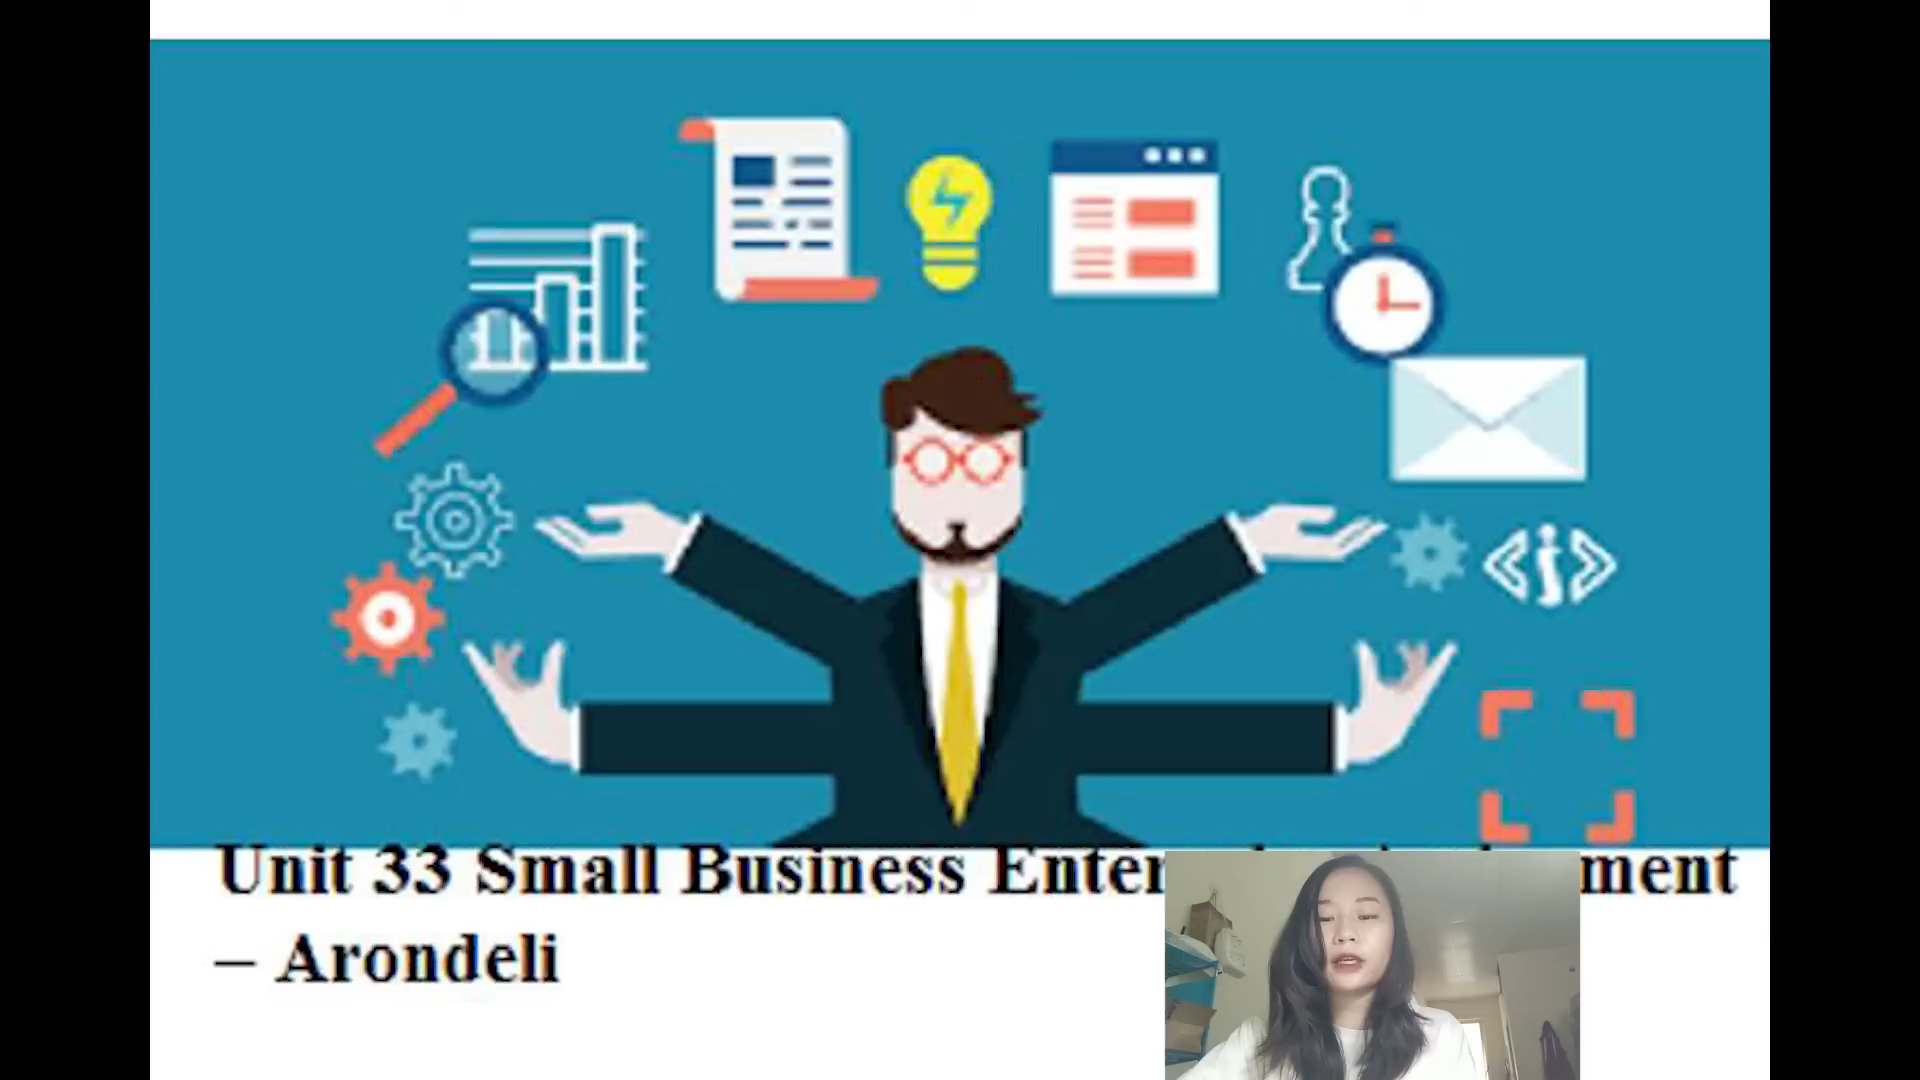 Unit 33 Small Business Enter ment
– Arondeli